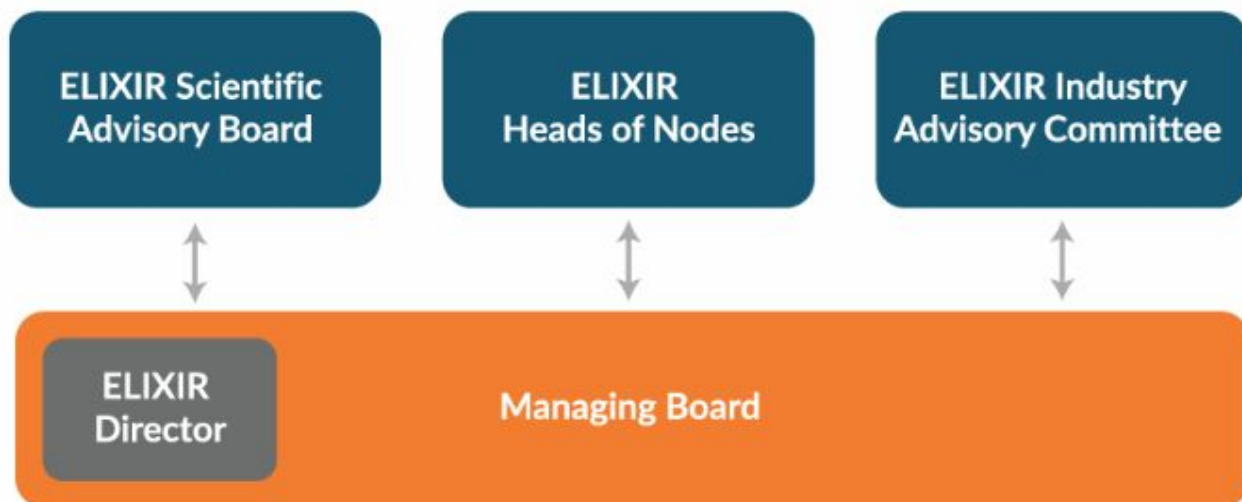 ELIXIR Scientific
Advisory Board
ELIXIR
Heads of Nodes
ELIXIR Industry
Advisory Committee
ELIXIR
Director
Managing Board